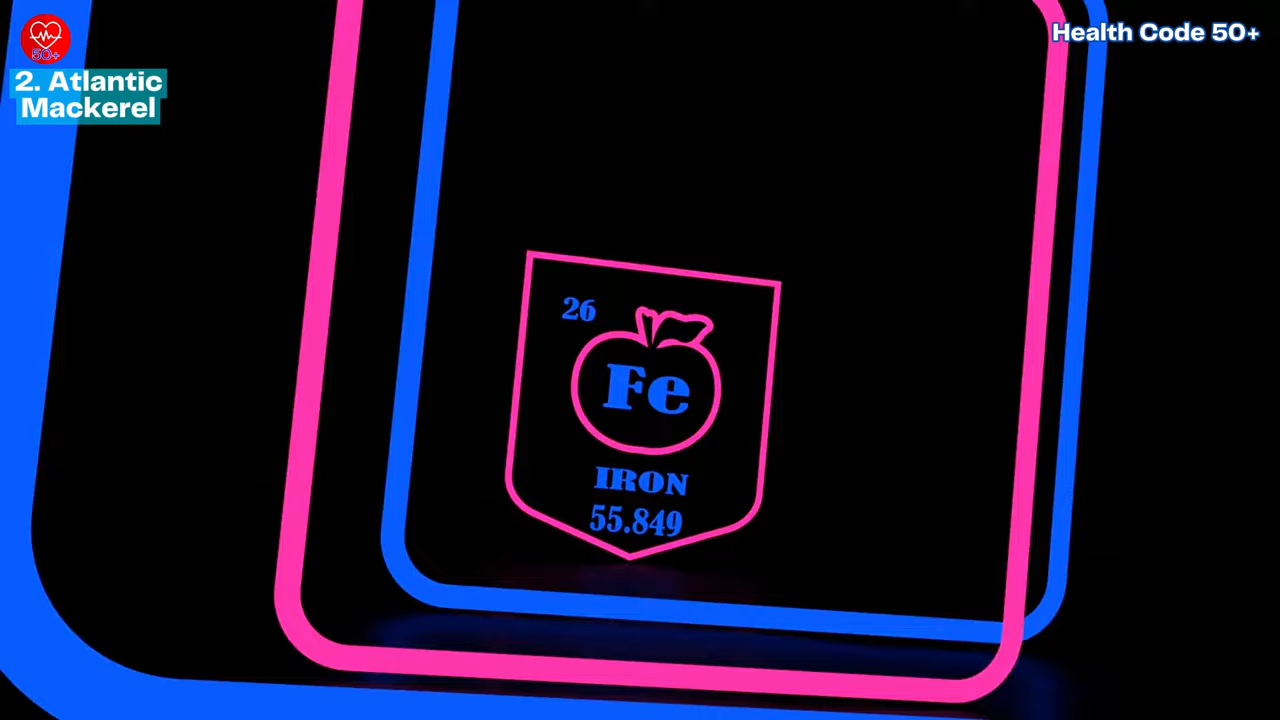 50+
2. Atlantic
Mackerel
Health Code 50+
26
Fe
IRON
55.849